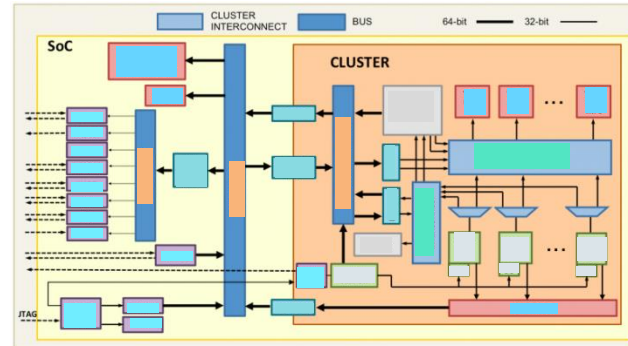 CLUSTER
INTERCONNECT
BUS
64-bit
32-bit
SoC
CLUSTER
JTAG